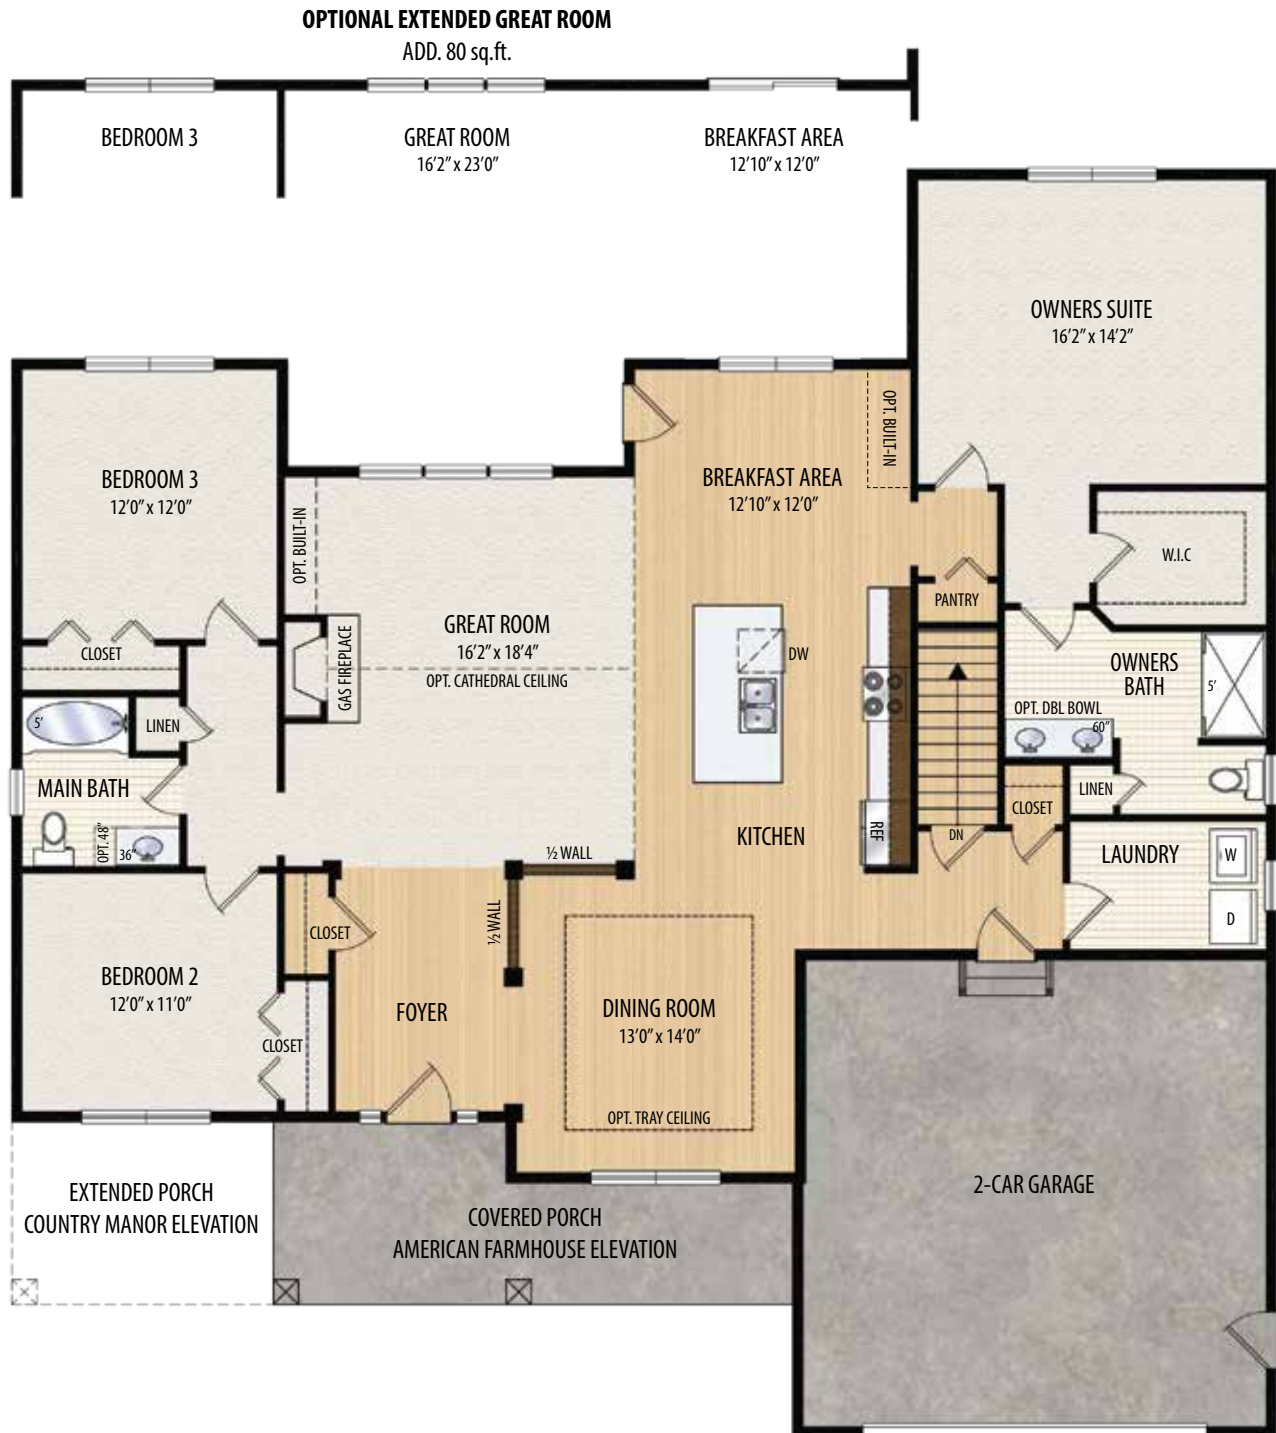 OPTIONAL EXTENDED GREAT ROOM
ADD. 80 sq.ft.
BEDROOM 3
GREAT ROOM
16'2" x 23'0"
BREAKFAST AREA
12'10" x 12'0"
OWNERS SUITE
16'2" x 14'2"
BEDROOM 3
12'0" x 12'0"
OPT. BUILT-IN
BREAKFAST AREA
12'10" x 12'0"
OPT. BUILT-IN
W.I.C
PANTRY
CLOSET
GAS FIREPLACE
GREAT ROOM
16'2" x 18'4"
OPT. CATHEDRAL CEILING
DW
OWNERS
BATH
5'
OPT. DBL BOWL
60"
5'
LINEN
MAIN BATH
OPT. 48"
36"
LINEN
CLOSET
KITCHEN
REF
DN
LAUNDRY
W
D
½ WALL
½ WALL
CLOSET
BEDROOM 2
12'0" x 11'0"
CLOSET
FOYER
DINING ROOM
13'0" x 14'0"
OPT. TRAY CEILING
2-CAR GARAGE
EXTENDED PORCH
COUNTRY MANOR ELEVATION
COVERED PORCH
AMERICAN FARMHOUSE ELEVATION